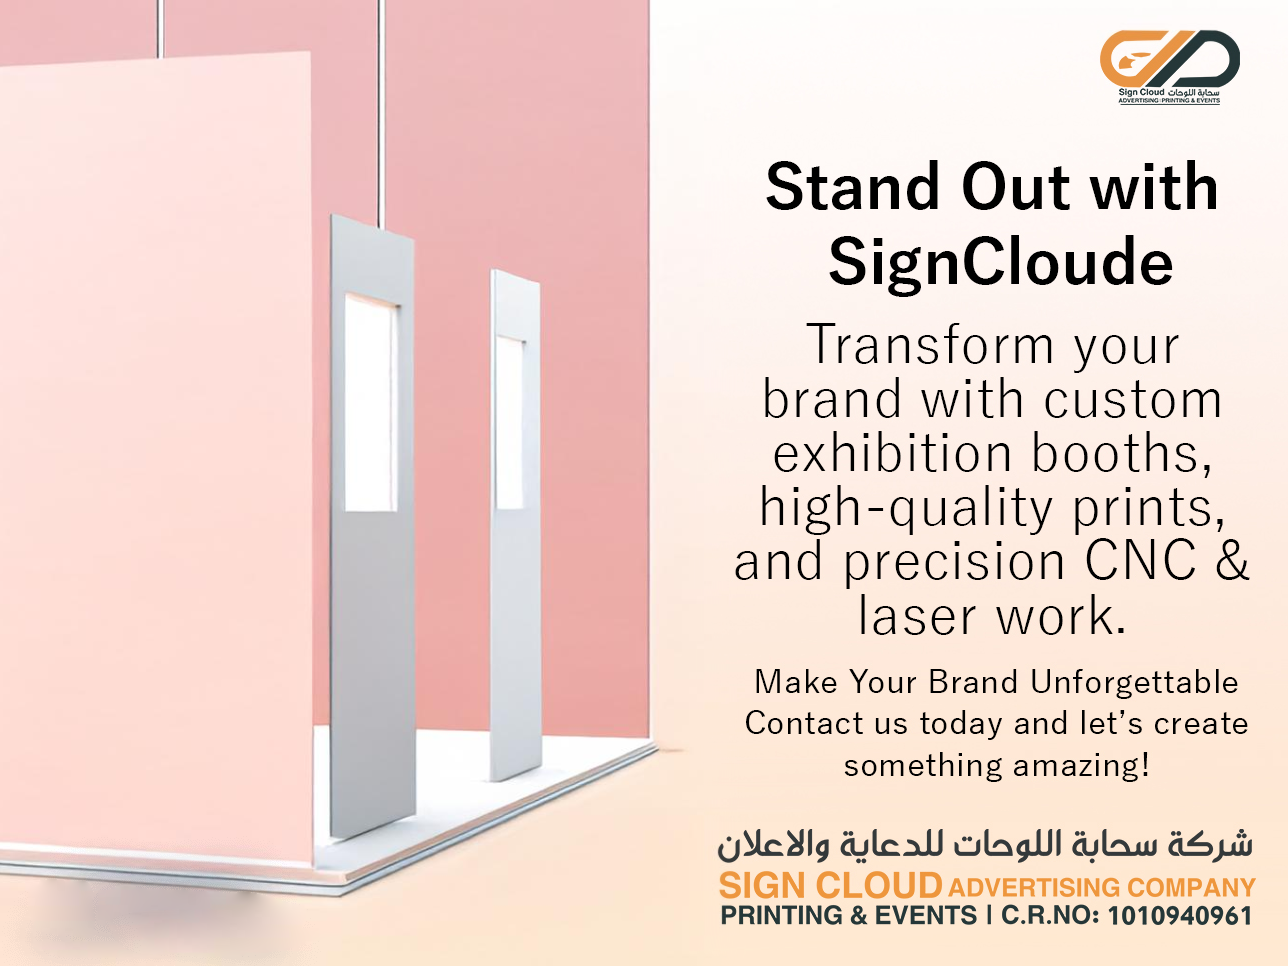 Sign Cloud سحابة اللوحات
ADVERTISING PRINTING & EVENTS
Stand Out with
SignCloude
Transform your
brand with custom
exhibition booths,
high-quality prints,
and precision CNC &
laser work.
Make Your Brand Unforgettable
Contact us today and let’s create
something amazing!
شركة سحابة اللوحات للدعاية والاعلان
SIGN CLOUD ADVERTISING COMPANY
PRINTING & EVENTS | C.R.NO: 1010940961